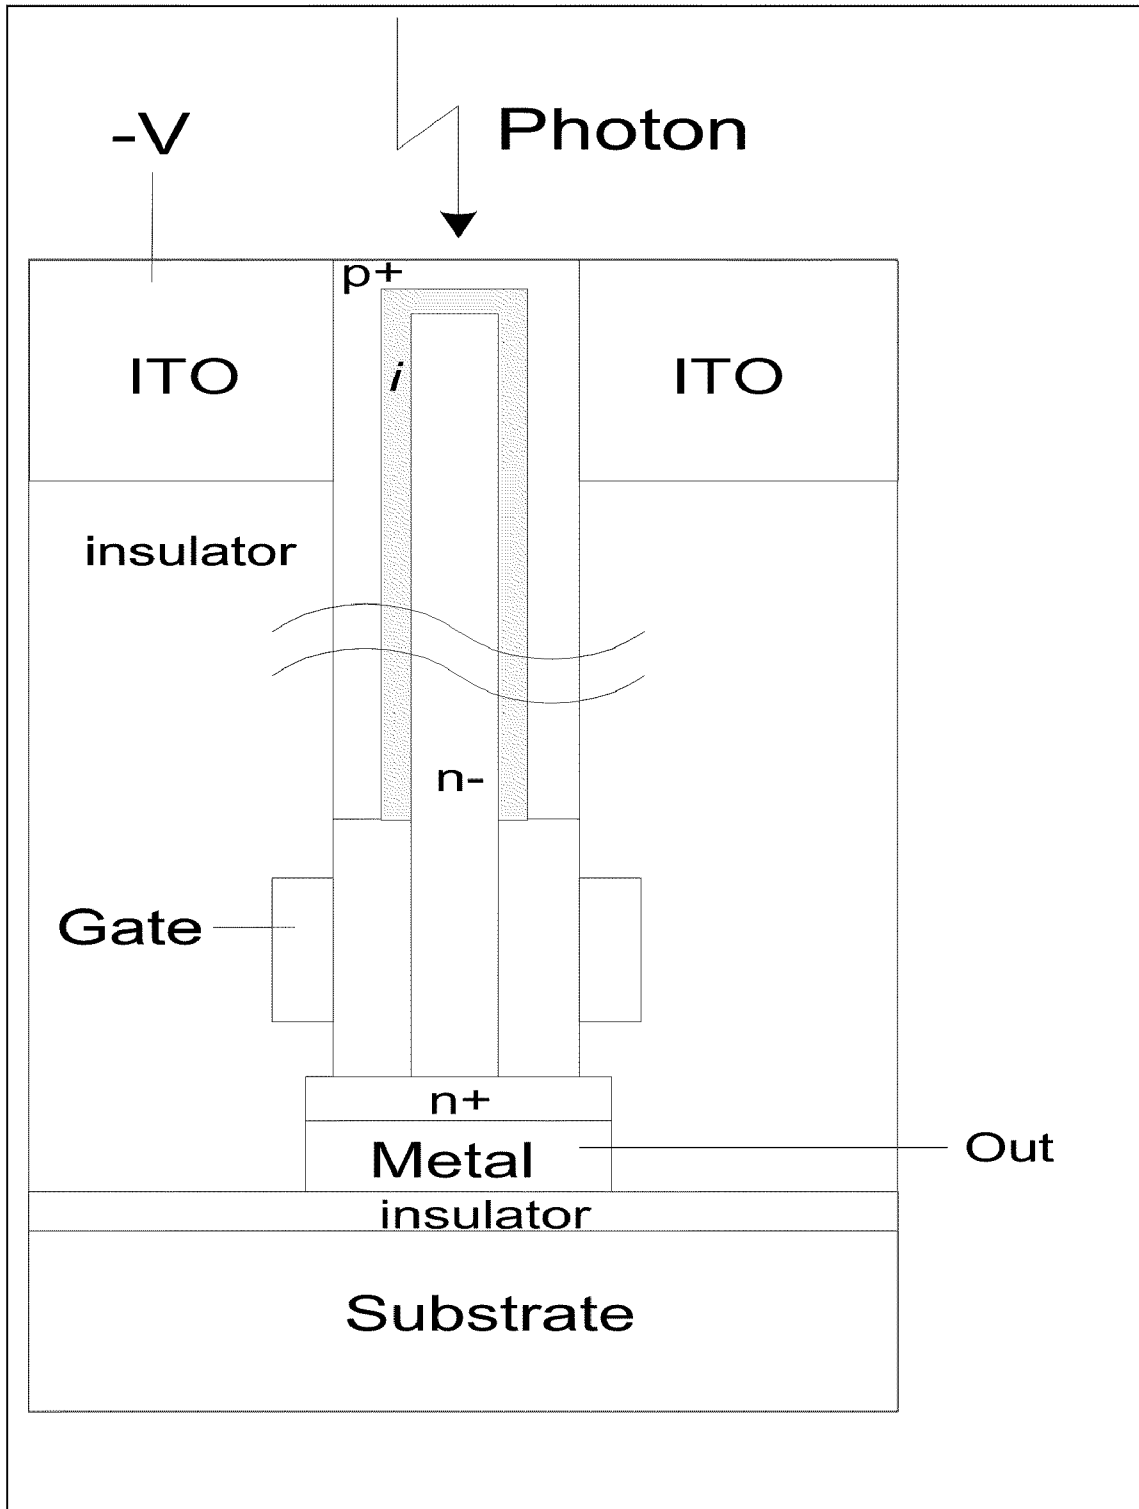 Photon
-V
p+
ITO
i
ITO
insulator
n-
Gate
n+
Metal
Out
insulator
Substrate